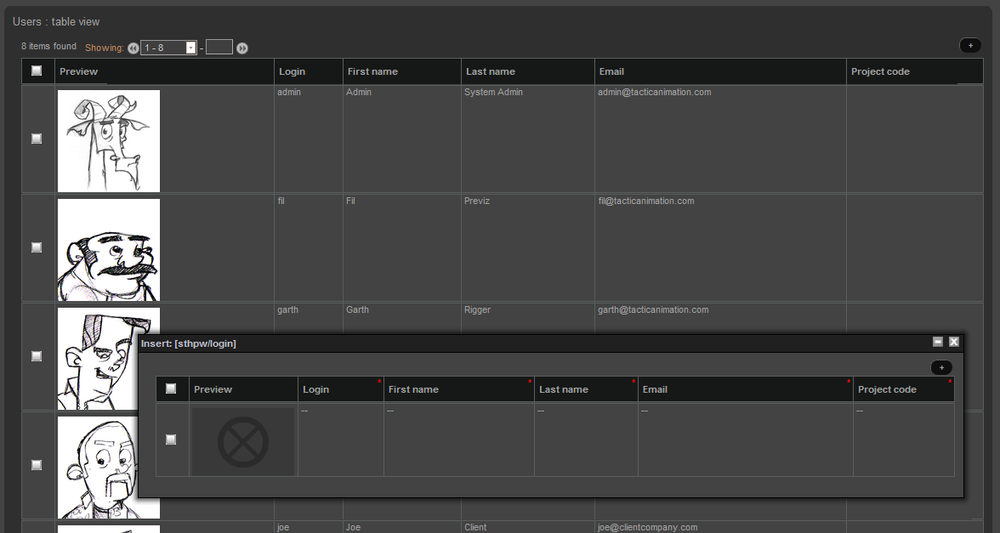 Users : table view
8 items found Showing: 1 - 8 -
+
Preview Login First name Last name Email Project code
admin Admin System Admin admin@tacticanimation.com
fil Fil Previz fil@tacticanimation.com
garth Garth Rigger garth@tacticanimation.com
Insert: [sthpw/login]
+
Preview Login * First name * Last name * Email * Project code *
-- -- -- -- --
joe Joe Client joe@clientcompany.com